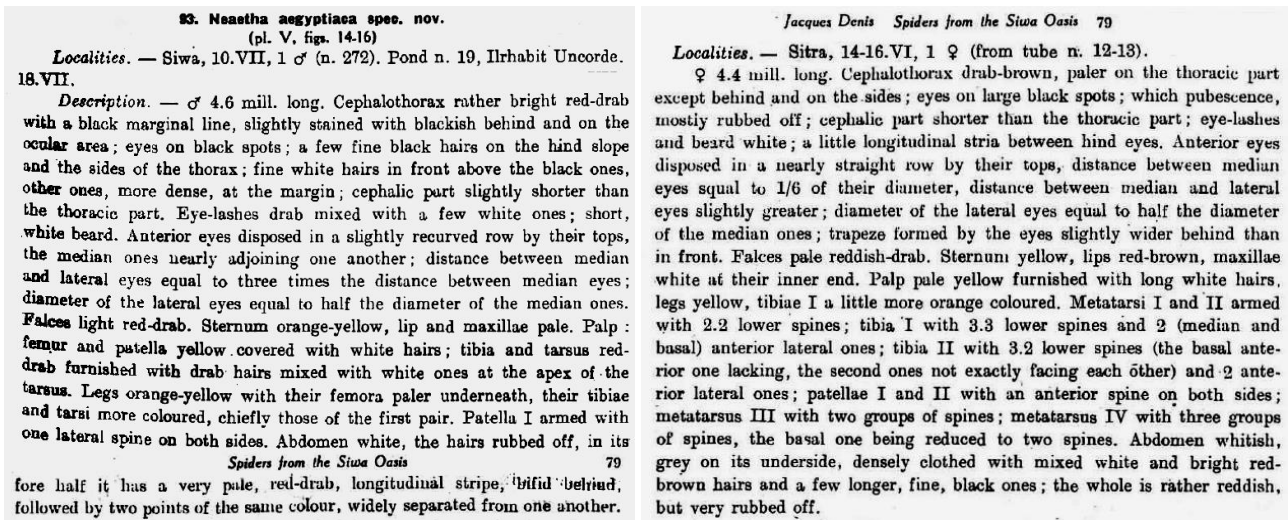 93. Neaetha aegyptiaca spec. nov.
(pl. V, figs. 14-16)
Localities. — Siwa, 10.VII, 1 ♂ (n. 272). Pond n. 19, Ilrhabit Uncorde.
18.VII.
Description. — ♂ 4.6 mill. long. Cephalothorax rather bright red-drab
with a black marginal line, slightly stained with blackish behind and on the
ocular area; eyes on black spots; a few fine black hairs on the hind slope
and the sides of the thorax; fine white hairs in front above the black ones,
other ones, more dense, at the margin; cephalic part slightly shorter than
the thoracic part. Eye-lashes drab mixed with a few white ones; short,
white beard. Anterior eyes disposed in a slightly recurved row by their tops,
the median ones nearly adjoining one another; distance between median
and lateral eyes equal to three times the distance between median eyes;
diameter of the lateral eyes equal to half the diameter of the median ones.
Falces light red-drab. Sternum orange-yellow, lip and maxillae pale. Palp :
femur and patella yellow covered with white hairs; tibia and tarsus red-
drab furnished with drab hairs mixed with white ones at the apex of the
tarsus. Legs orange-yellow with their femora paler underneath, their tibiae
and tarsi more coloured, chiefly those of the first pair. Patella I armed with
one lateral spine on both sides. Abdomen white, the hairs rubbed off, in its
Spiders from the Siwa Oasis 79
fore half it has a very pale, red-drab, longitudinal stripe, bifid behind,
followed by two points of the same colour, widely separated from one another.
Jacques Denis Spiders from the Siwa Oasis 79
Localities. — Sitra, 14-16.VI, 1 ♀ (from tube n. 12-13).
♀ 4.4 mill. long. Cephalothorax drab-brown, paler on the thoracic part
except behind and on the sides; eyes on large black spots; which pubescence,
mostly rubbed off; cephalic part shorter than the thoracic part; eye-lashes
and beard white; a little longitudinal stria between hind eyes. Anterior eyes
disposed in a nearly straight row by their tops, distance between median
eyes squal to 1/6 of their diameter, distance between median and lateral
eyes slightly greater; diameter of the lateral eyes equal to half the diameter
of the median ones; trapeze formed by the eyes slightly wider behind than
in front. Falces pale reddish-drab. Sternum yellow, lips red-brown, maxillae
white at their inner end. Palp pale yellow furnished with long white hairs,
legs yellow, tibiae I a little more orange coloured. Metatarsi I and II armed
with 2.2 lower spines; tibia I with 3.3 lower spines and 2 (median and
basal) anterior lateral ones; tibia II with 3.2 lower spines (the basal ante-
rior one lacking, the second ones not exactly facing each other) and 2 ante-
rior lateral ones; patellae I and II with an anterior spine on both sides;
metatarsus III with two groups of spines; metatarsus IV with three groups
of spines, the basal one being reduced to two spines. Abdomen whitish,
grey on its underside, densely clothed with mixed white and bright red-
brown hairs and a few longer, fine, black ones; the whole is rather reddish,
but very rubbed off.